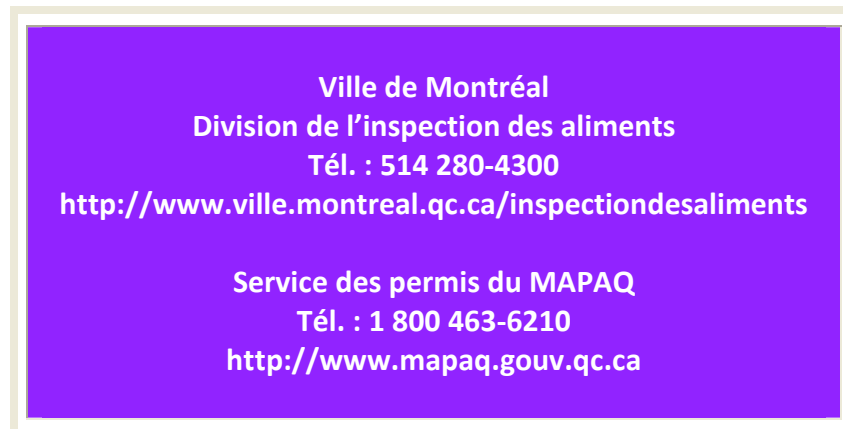 Ville de Montréal
Division de l’inspection des aliments
Tél. : 514 280-4300
http://www.ville.montreal.qc.ca/inspectiondesaliments
Service des permis du MAPAQ
Tél. : 1 800 463-6210
http://www.mapaq.gouv.qc.ca